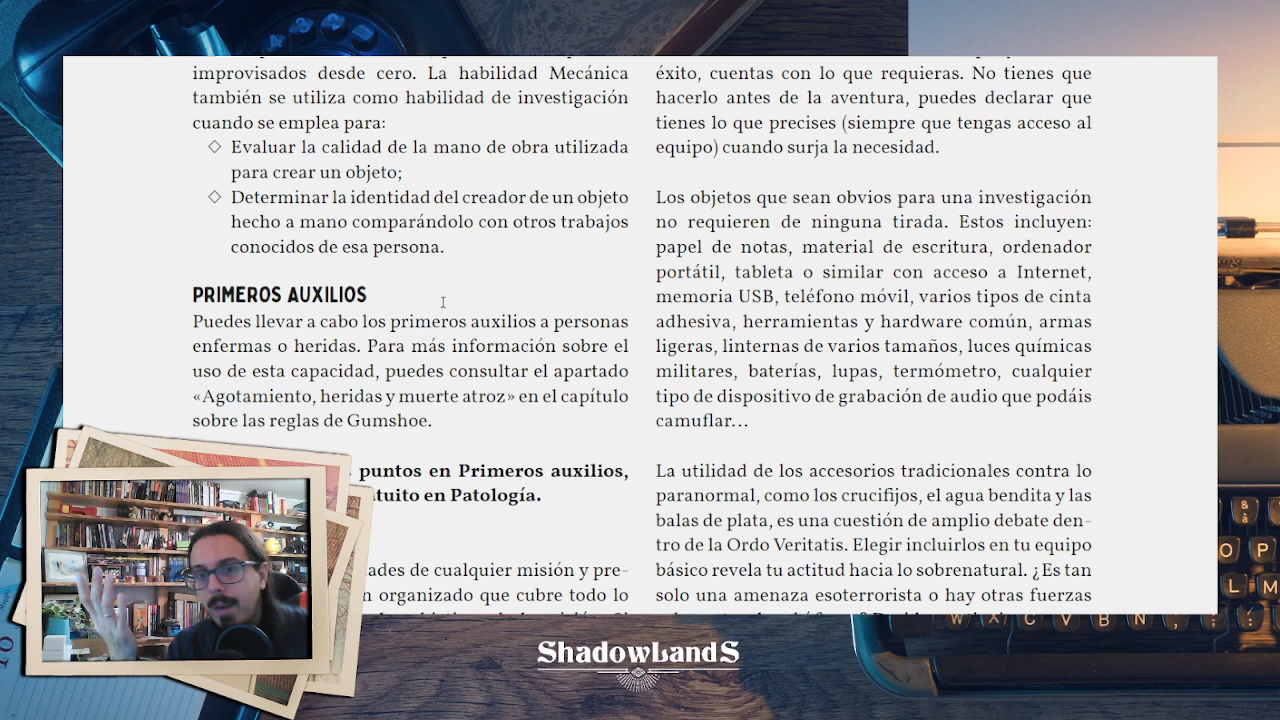 improvisados desde cero. La habilidad Mecánica
también se utiliza como habilidad de investigación
cuando se emplea para:
◇ Evaluar la calidad de la mano de obra utilizada
para crear un objeto;
◇ Determinar la identidad del creador de un objeto
hecho a mano comparándolo con otros trabajos
conocidos de esa persona.
PRIMEROS AUXILIOS
Puedes llevar a cabo los primeros auxilios a personas
enfermas o heridas. Para más información sobre el
uso de esta capacidad, puedes consultar el apartado
«Agotamiento, heridas y muerte atroz» en el capítulo
sobre las reglas de Gumshoe.
puntos en Primeros auxilios,
en Patología.
de cualquier misión y pre-
organizado que cubre todo lo
éxito, cuentas con lo que requieras. No tienes que
hacerlo antes de la aventura, puedes declarar que
tienes lo que precises (siempre que tengas acceso al
equipo) cuando surja la necesidad.
Los objetos que sean obvios para una investigación
no requieren de ninguna tirada. Estos incluyen:
papel de notas, material de escritura, ordenador
portátil, tableta o similar con acceso a Internet,
memoria USB, teléfono móvil, varios tipos de cinta
adhesiva, herramientas y hardware común, armas
ligeras, linternas de varios tamaños, luces químicas
militares, baterías, lupas, termómetro, cualquier
tipo de dispositivo de grabación de audio que podáis
camuflar…
La utilidad de los accesorios tradicionales contra lo
paranormal, como los crucifijos, el agua bendita y las
balas de plata, es una cuestión de amplio debate den-
tro de la Ordo Veritatis. Elegir incluirlos en tu equipo
básico revela tu actitud hacia lo sobrenatural. ¿Es tan
solo una amenaza esoterrorista o hay otras fuerzas
ShadowLandS
O P
L M
W X C V B N